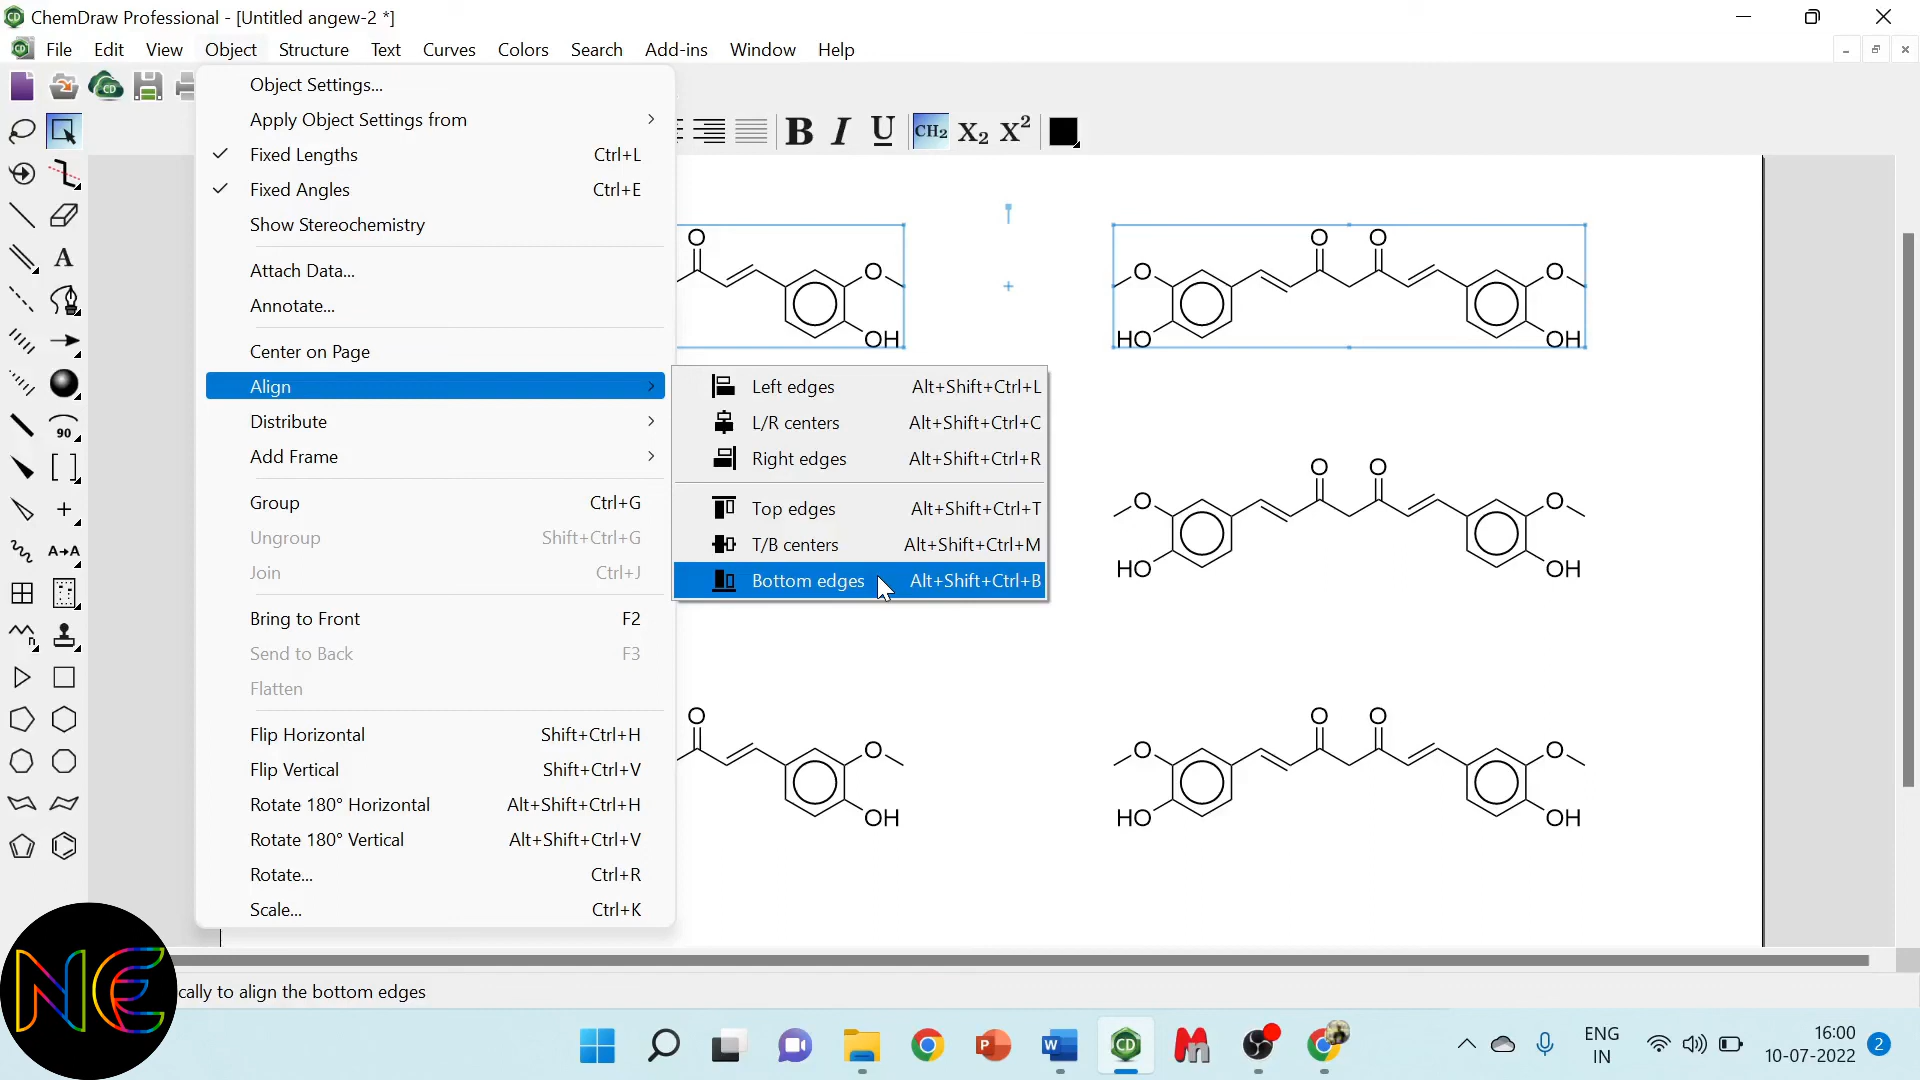 ChemDraw Professional - [Untitled angew-2 *]
File Edit View Object Structure Text Curves Colors Search Add-ins Window Help
Object Settings...
Apply Object Settings from
Fixed Lengths Ctrl+L
Fixed Angles Ctrl+E
Show Stereochemistry
Attach Data...
Annotate...
Center on Page
Align
Distribute
Add Frame
Group Ctrl+G
Ungroup Shift+Ctrl+G
Join Ctrl+J
Bring to Front F2
Send to Back F3
Flatten
Flip Horizontal Shift+Ctrl+H
Flip Vertical Shift+Ctrl+V
Rotate 180° Horizontal Alt+Shift+Ctrl+H
Rotate 180° Vertical Alt+Shift+Ctrl+V
Rotate... Ctrl+R
Scale... Ctrl+K
Left edges Alt+Shift+Ctrl+L
L/R centers Alt+Shift+Ctrl+C
Right edges Alt+Shift+Ctrl+R
Top edges Alt+Shift+Ctrl+T
T/B centers Alt+Shift+Ctrl+M
Bottom edges Alt+Shift+Ctrl+B
CD
B I U CH₂ X₂ X²
A
90
A→A
n
O O O
O O O
OH HO OH
O O
O O
HO OH
O O O
O O O
OH HO OH
NE
cally to align the bottom edges
P W CD
ENG
IN
16:00
10-07-2022
2